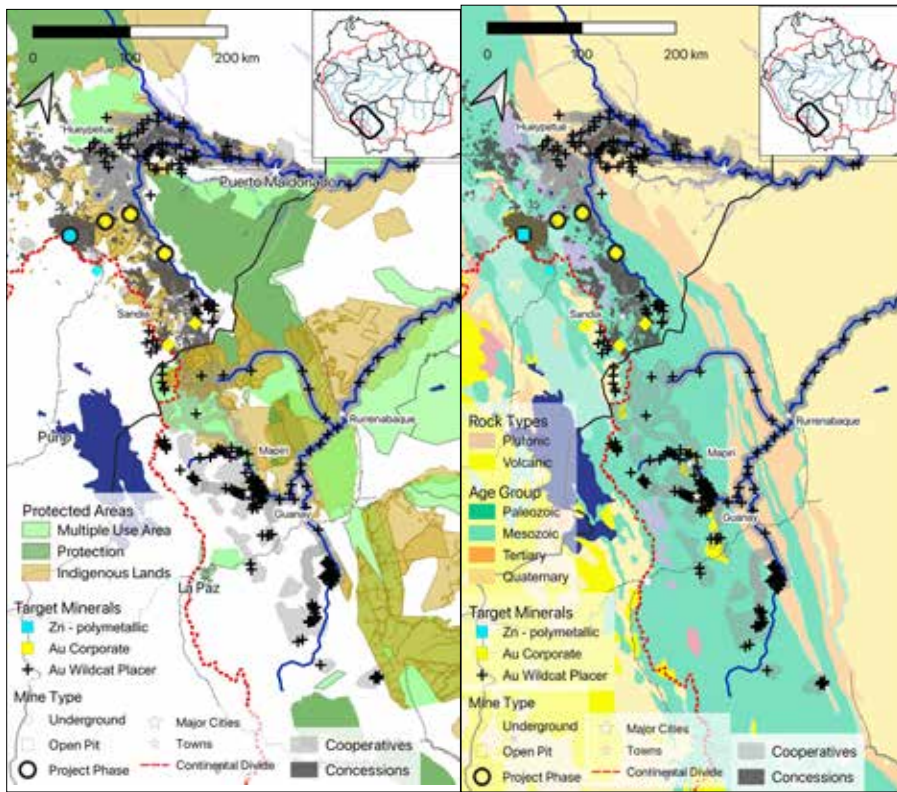 0
100
200 km
Hueypetue
Puerto Maldonado
Sandia
Puno
Rurrenabaque
Mapiri
Guanay
La Paz
Protected Areas
Multiple Use Area
Protection
Indigenous Lands
Target Minerals
Zn - polymetallic
Au Corporate
Au Wildcat Placer
Mine Type
Underground
Open Pit
Project Phase
Major Cities
Towns
Continental Divide
Cooperatives
Concessions
0
100
200 km
Hueypetue
Puerto Maldonado
Sandia
Rurrenabaque
Mapiri
Guanay
Rock Types
Plutonic
Volcanic
Age Group
Paleozoic
Mesozoic
Tertiary
Quaternary
Target Minerals
Zn - polymetallic
Au Corporate
Au Wildcat Placer
Mine Type
Underground
Open Pit
Project Phase
Major Cities
Towns
Continental Divide
Cooperatives
Concessions